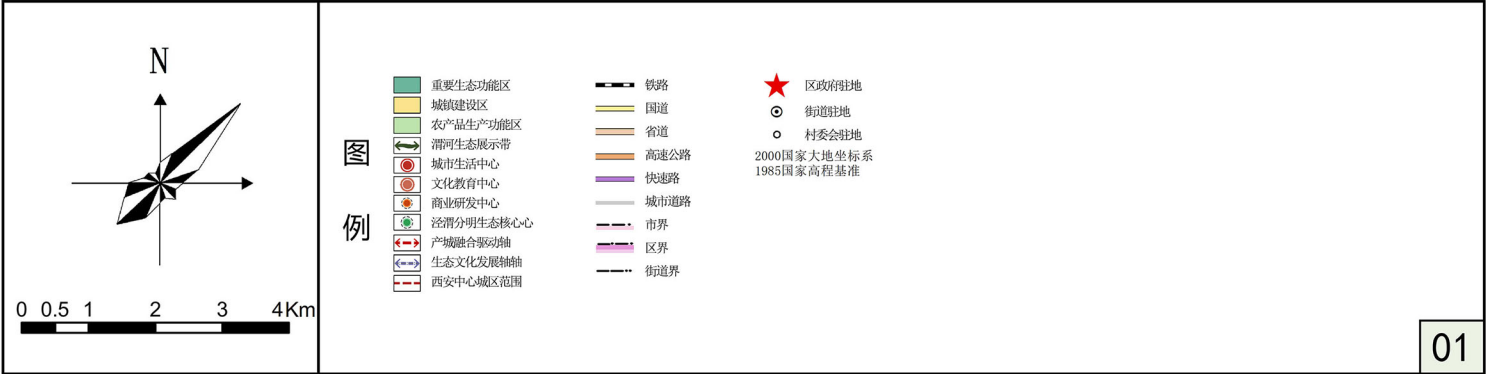 N
0 0.5 1 2 3 4Km
图
例
重要生态功能区
城镇建设区
农产品生产功能区
渭河生态展示带
城市生活中心
文化教育中心
商业研发中心
泾渭分明生态核心心
产城融合驱动轴
生态文化发展轴轴
西安中心城区范围
铁路
国道
省道
高速公路
快速路
城市道路
市界
区界
街道界
区政府驻地
街道驻地
村委会驻地
2000国家大地坐标系
1985国家高程基准
01